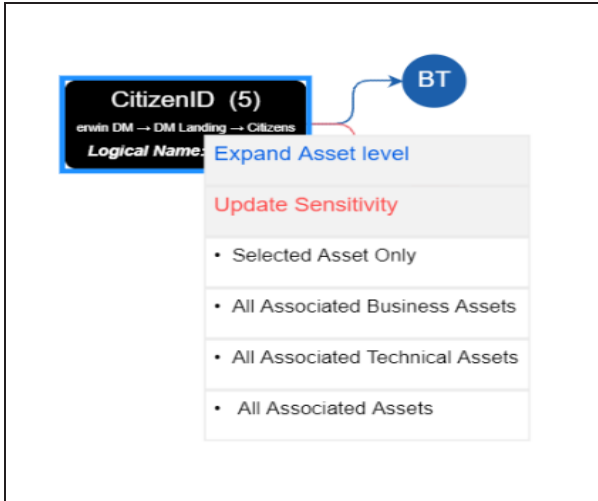 CitizenID (5)
BT
erwin DM → DM Landing → Citizens
Logical Name:
Expand Asset level
Update Sensitivity
• Selected Asset Only
• All Associated Business Assets
• All Associated Technical Assets
• All Associated Assets